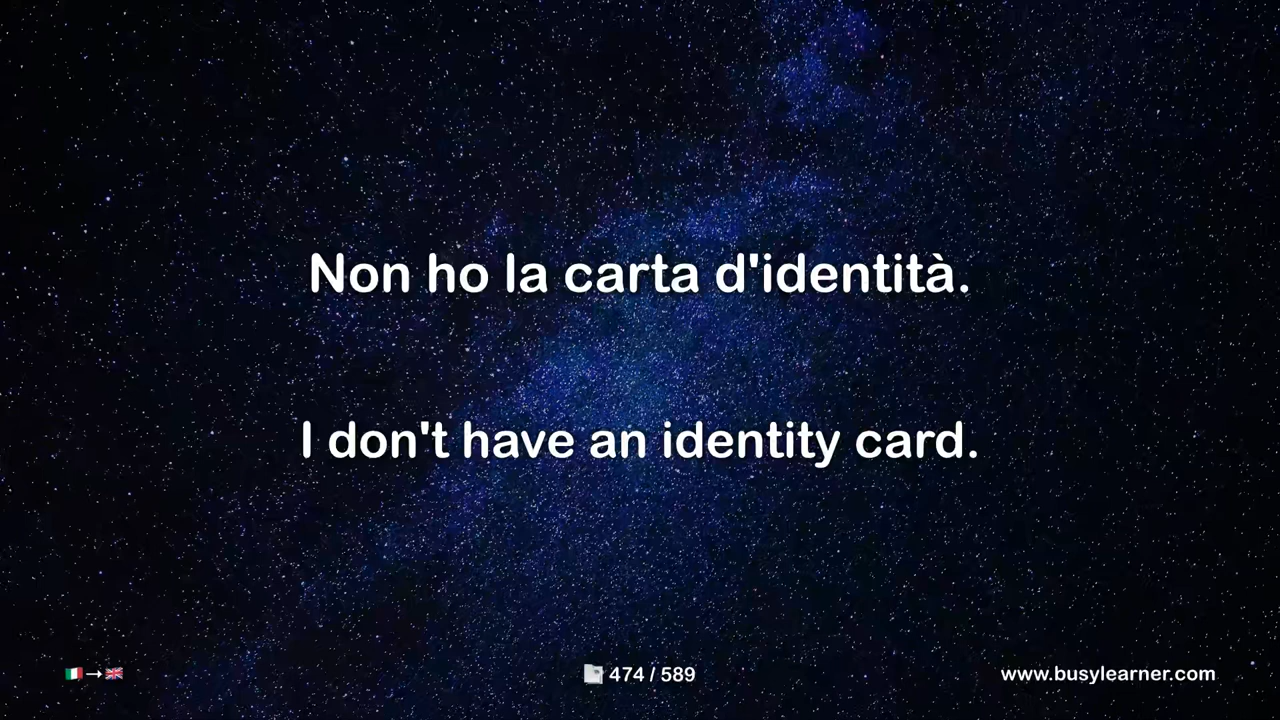 Non ho la carta d'identità.
I don't have an identity card.
🇮🇹→🇬🇧 474 / 589 www.busylearner.com